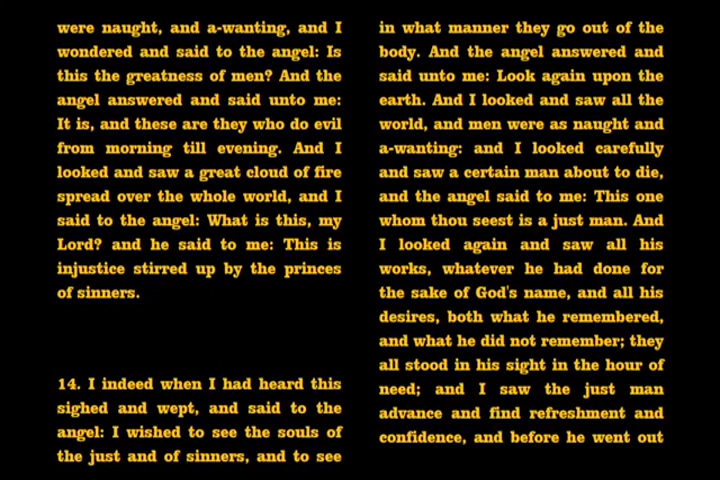 were naught, and a-wanting, and I
wondered and said to the angel: Is
this the greatness of men? And the
angel answered and said unto me:
It is, and these are they who do evil
from morning till evening. And I
looked and saw a great cloud of fire
spread over the whole world, and I
said to the angel: What is this, my
Lord? and he said to me: This is
injustice stirred up by the princes
of sinners.
14. I indeed when I had heard this
sighed and wept, and said to the
angel: I wished to see the souls of
the just and of sinners, and to see
in what manner they go out of the
body. And the angel answered and
said unto me: Look again upon the
earth. And I looked and saw all the
world, and men were as naught and
a-wanting: and I looked carefully
and saw a certain man about to die,
and the angel said to me: This one
whom thou seest is a just man. And
I looked again and saw all his
works, whatever he had done for
the sake of God's name, and all his
desires, both what he remembered,
and what he did not remember; they
all stood in his sight in the hour of
need; and I saw the just man
advance and find refreshment and
confidence, and before he went out